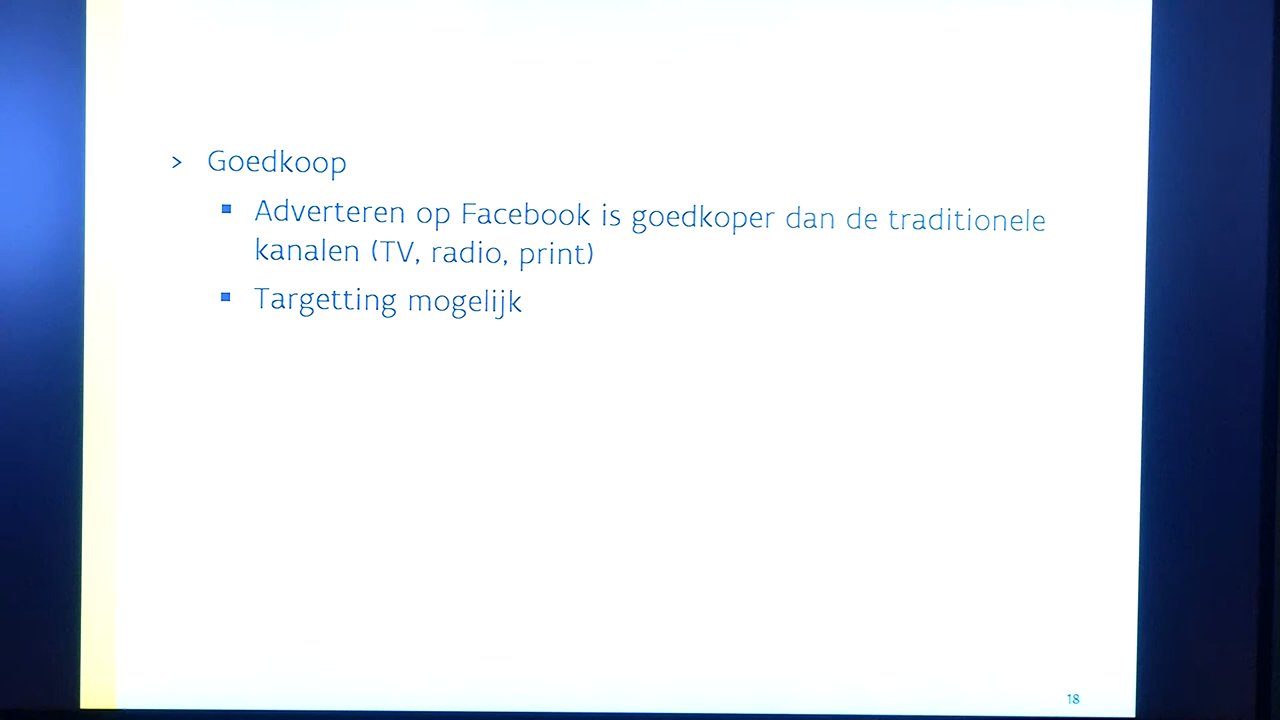 > Goedkoop
▪ Adverteren op Facebook is goedkoper dan de traditionele
kanalen (TV, radio, print)
▪ Targetting mogelijk
18